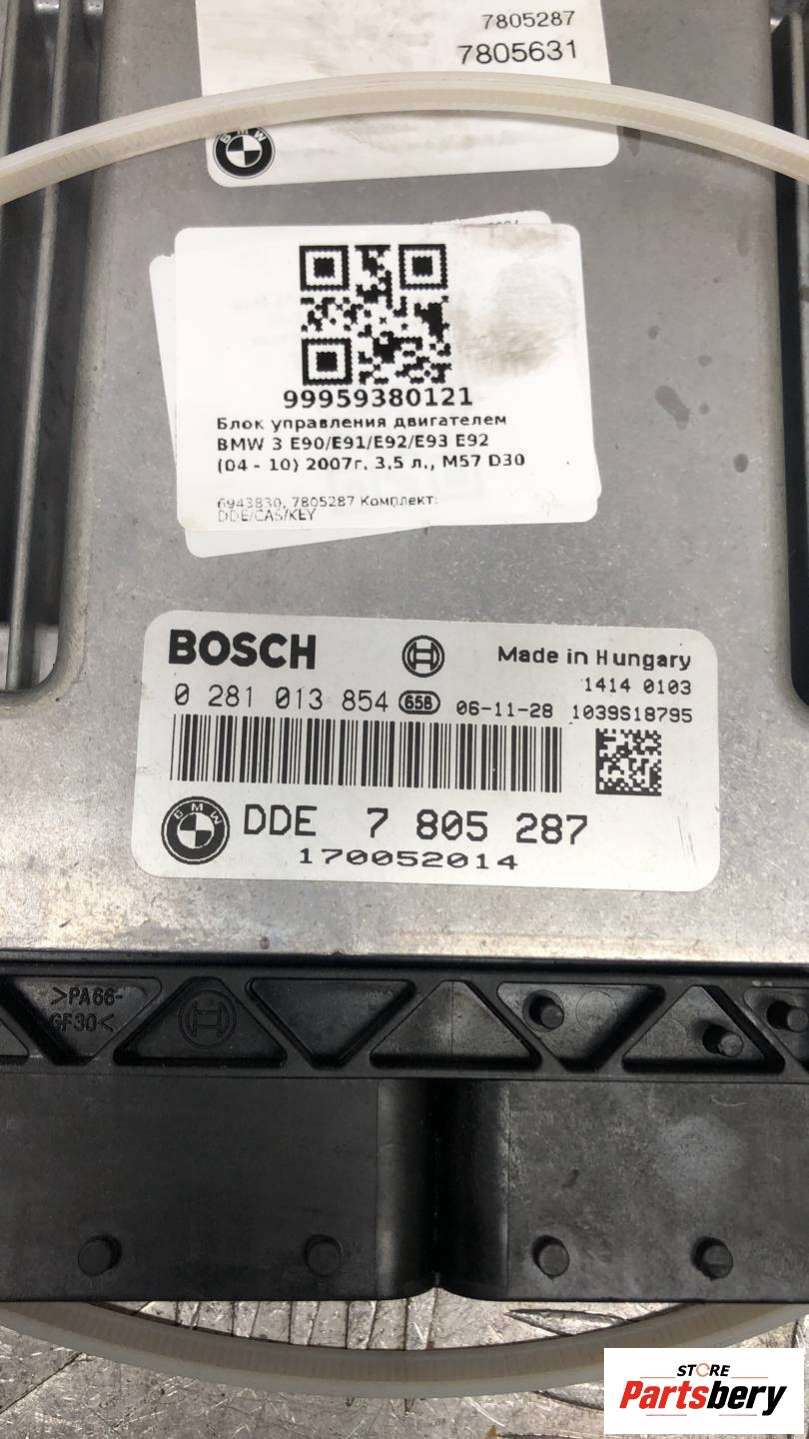 7805287
7805631
BMW
99959380121
Блок управления двигателем
BMW 3 E90/E91/E92/E93 E92
(04 - 10) 2007г. 3,5 л., M57 D30
6943830, 7805287 Комплект:
DDE/CAS/KEY
BOSCH
Made in Hungary
1414 0103
0 281 013 854 658 06-11-28 1039S18795
BMW
DDE 7 805 287
170052014
>PA66-
GF30<
STORE
Partsbery